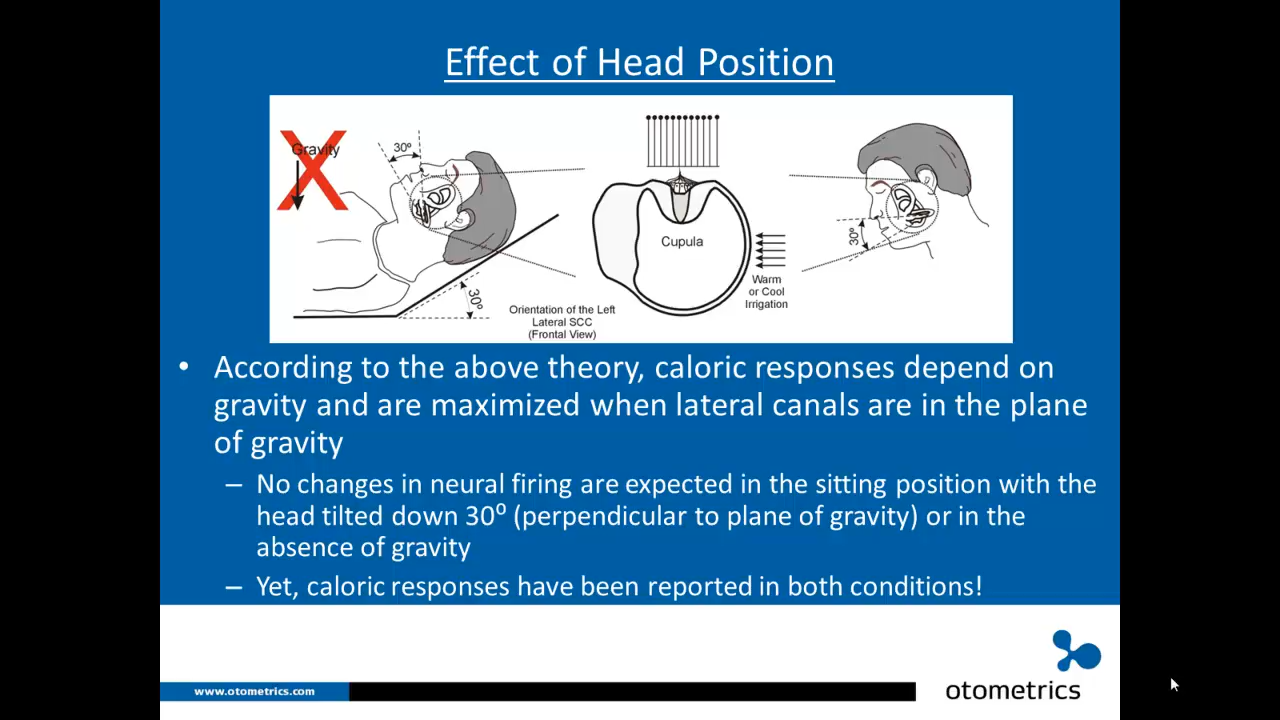 Effect of Head Position
Gravity
30º
30º
Orientation of the Left
Lateral SCC
(Frontal View)
Cupula
Warm
or Cool
Irrigation
30º
• According to the above theory, caloric responses depend on
gravity and are maximized when lateral canals are in the plane
of gravity
– No changes in neural firing are expected in the sitting position with the
head tilted down 30⁰ (perpendicular to plane of gravity) or in the
absence of gravity
– Yet, caloric responses have been reported in both conditions!
www.otometrics.com
otometrics